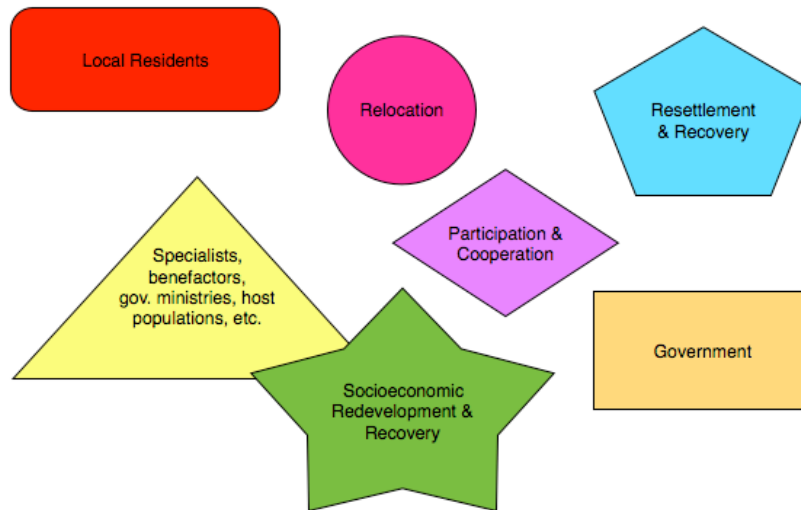 Local Residents
Relocation
Resettlement
& Recovery
Participation &
Cooperation
Specialists,
benefactors,
gov. ministries, host
populations, etc.
Government
Socioeconomic
Redevelopment &
Recovery